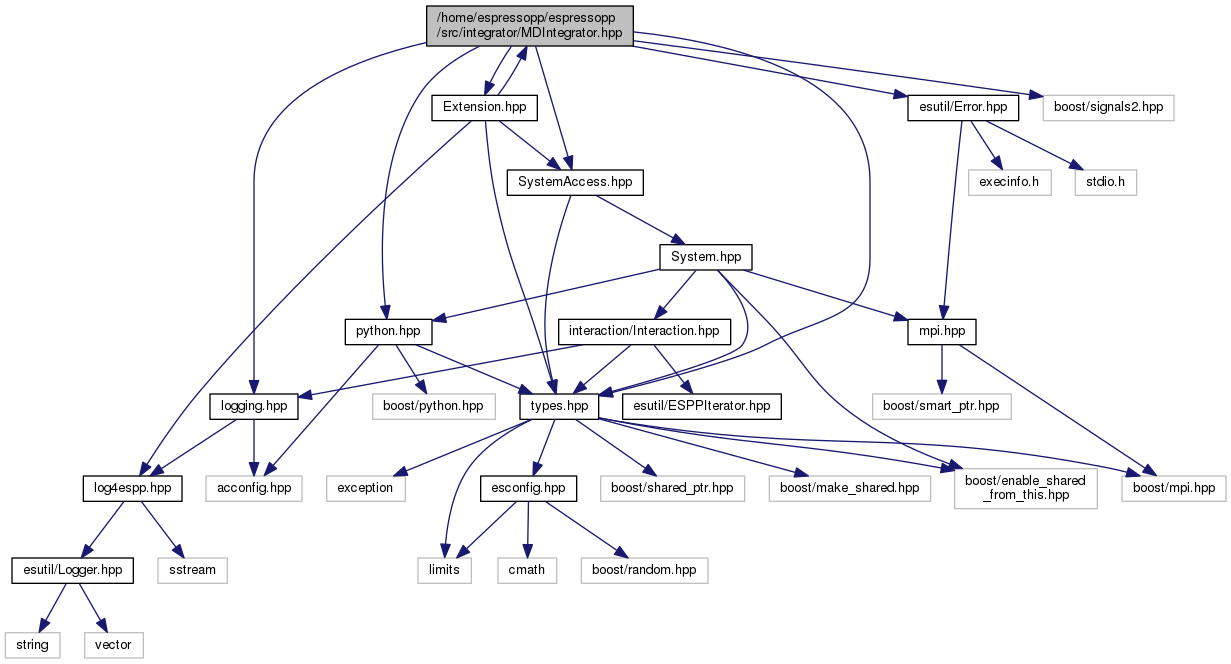 /home/espressopp/espressopp
/src/integrator/MDIntegrator.hpp
Extension.hpp
esutil/Error.hpp
boost/signals2.hpp
SystemAccess.hpp
execinfo.h
stdio.h
System.hpp
python.hpp
interaction/Interaction.hpp
mpi.hpp
logging.hpp
boost/python.hpp
types.hpp
esutil/ESPPIterator.hpp
boost/smart_ptr.hpp
log4espp.hpp
acconfig.hpp
exception
esconfig.hpp
boost/shared_ptr.hpp
boost/make_shared.hpp
boost/enable_shared
_from_this.hpp
boost/mpi.hpp
esutil/Logger.hpp
sstream
limits
cmath
boost/random.hpp
string
vector